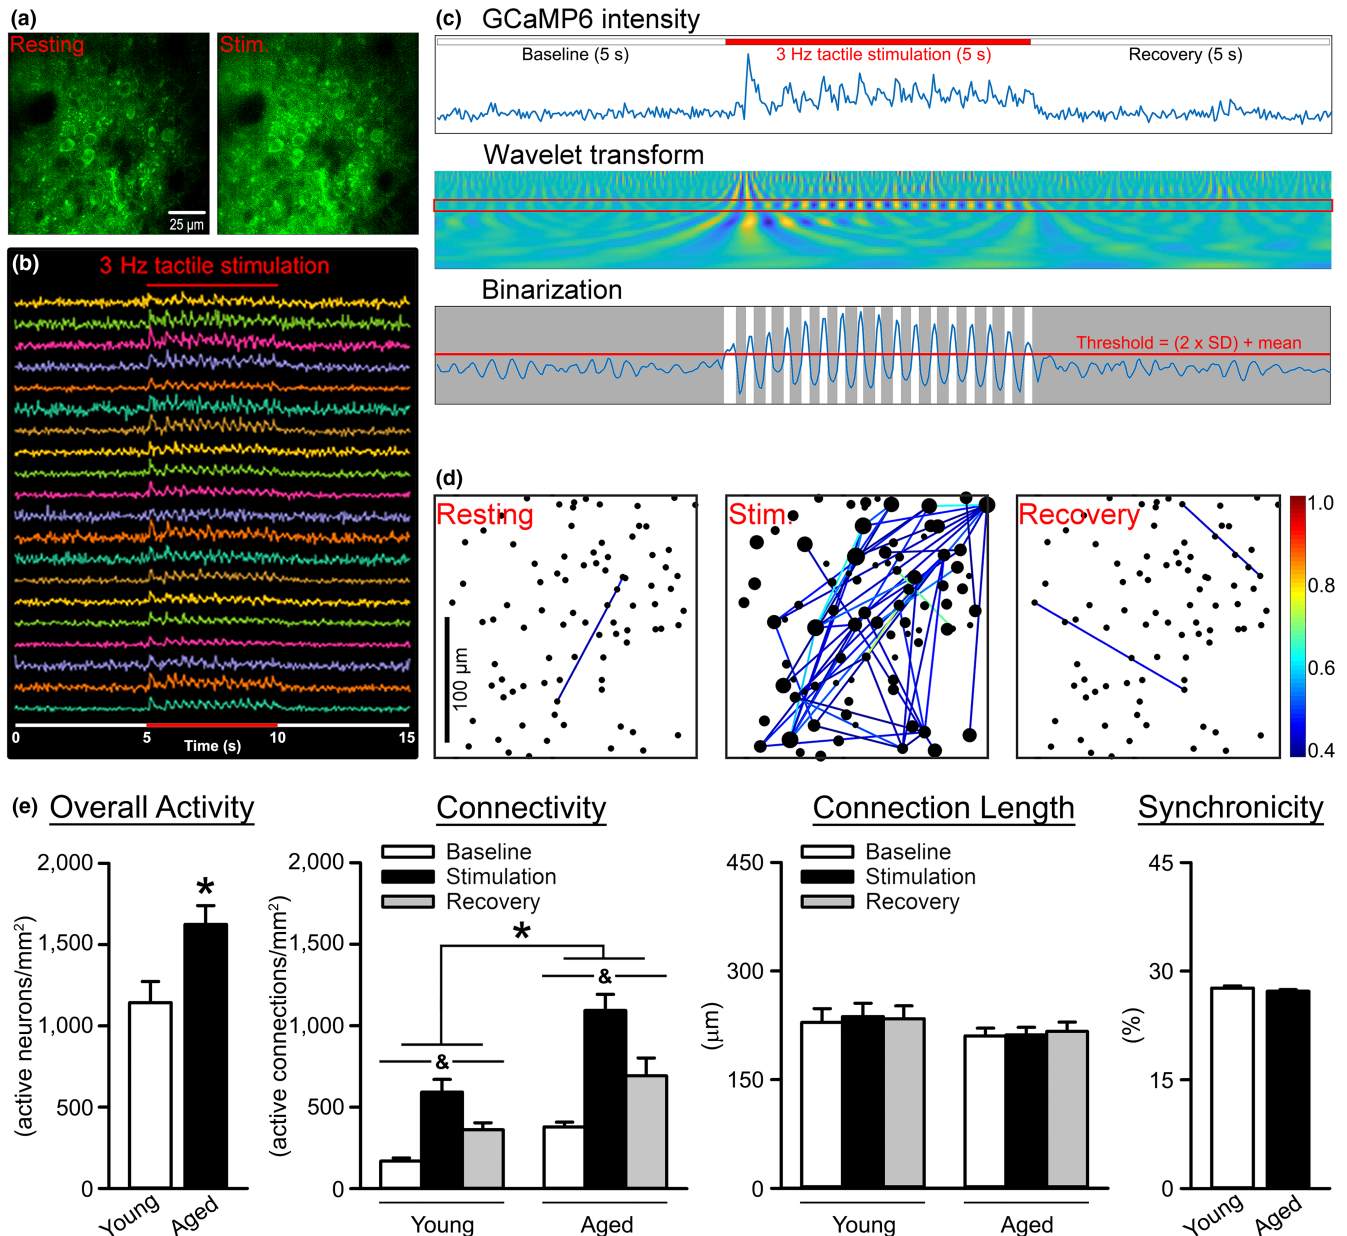 (a)
Resting
Stim.
25 µm
(b)
3 Hz tactile stimulation
0 5 10 15
Time (s)
(c) GCaMP6 intensity
Baseline (5 s) 3 Hz tactile stimulation (5 s) Recovery (5 s)
Wavelet transform
Binarization
Threshold = (2 x SD) + mean
(d)
Resting
100 µm
Stim.
Recovery
1.0
0.8
0.6
0.4
(e) Overall Activity
(active neurons/mm²)
2,000
1,500
1,000
500
0
*
Young Aged
Connectivity
(active connections/mm²)
2,000
1,500
1,000
500
0
Baseline
Stimulation
Recovery
*
&
&
Young Aged
Connection Length
(µm)
450
300
150
0
Baseline
Stimulation
Recovery
Young Aged
Synchronicity
(%)
45
30
15
0
Young Aged